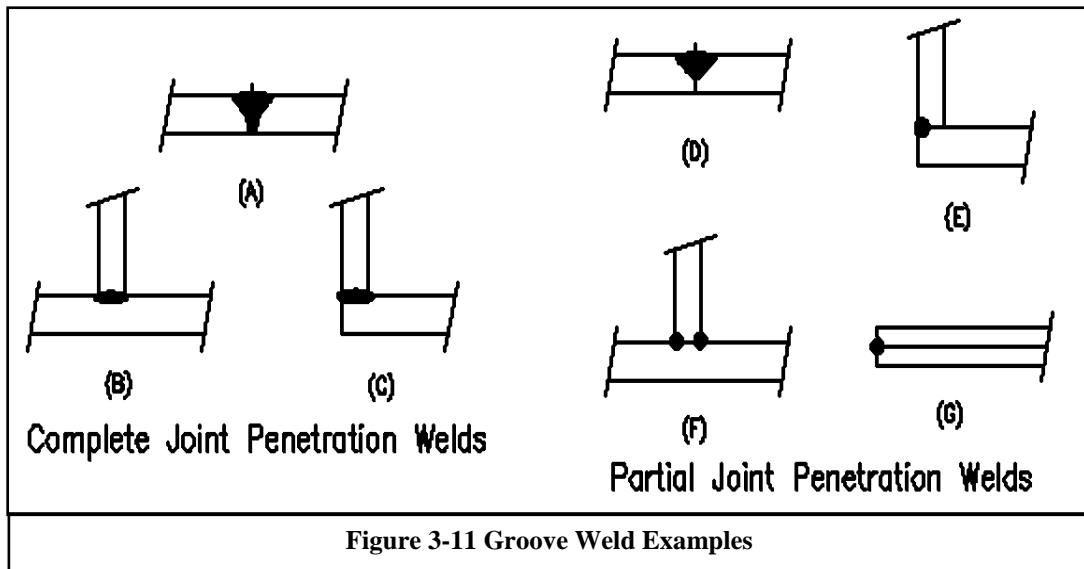 (A)
(B)
(C)
Complete Joint Penetration Welds
(D)
(E)
(F)
(G)
Partial Joint Penetration Welds
Figure 3-11 Groove Weld Examples